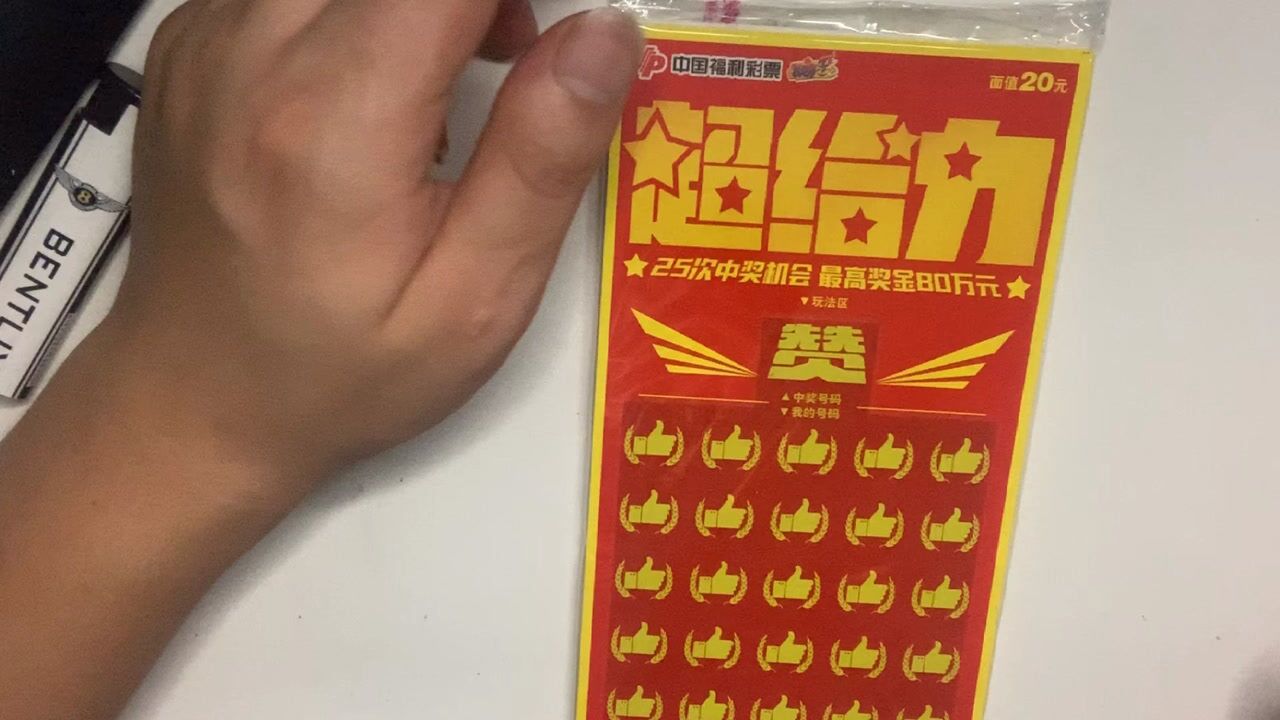 中国福利彩票
面值20元
超给力
25次中奖机会 最高奖金80万元
▼玩法区
赞
▲中奖号码
▼我的号码
BENTL